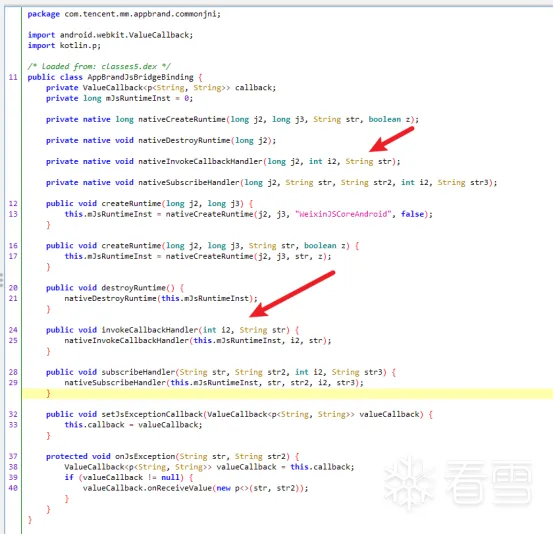 package com.tencent.mm.appbrand.commonjni;
import android.webkit.ValueCallback;
import kotlin.p;
/* loaded from: classes5.dex */
11 public class AppBrandJsBridgeBinding {
private ValueCallback<p<String, String>> callback;
private long mJsRuntimeInst = 0;
private native long nativeCreateRuntime(long j2, long j3, String str, boolean z);
private native void nativeDestroyRuntime(long j2);
private native void nativeInvokeCallbackHandler(long j2, int i2, String str);
private native void nativeSubscribeHandler(long j2, String str, String str2, int i2, String str3);
12 public void createRuntime(long j2, long j3) {
13 this.mJsRuntimeInst = nativeCreateRuntime(j2, j3, "WeixinJSCoreAndroid", false);
}
16 public void createRuntime(long j2, long j3, String str, boolean z) {
17 this.mJsRuntimeInst = nativeCreateRuntime(j2, j3, str, z);
}
20 public void destroyRuntime() {
21 nativeDestroyRuntime(this.mJsRuntimeInst);
}
24 public void invokeCallbackHandler(int i2, String str) {
25 nativeInvokeCallbackHandler(this.mJsRuntimeInst, i2, str);
}
28 public void subscribeHandler(String str, String str2, int i2, String str3) {
29 nativeSubscribeHandler(this.mJsRuntimeInst, str, str2, i2, str3);
}
32 public void setJsExceptionCallback(ValueCallback<p<String, String>> valueCallback) {
33 this.callback = valueCallback;
}
37 protected void onJsException(String str, String str2) {
38 ValueCallback<p<String, String>> valueCallback = this.callback;
39 if (valueCallback != null) {
40 valueCallback.onReceiveValue(new p<>(str, str2));
}
}
}
看雪